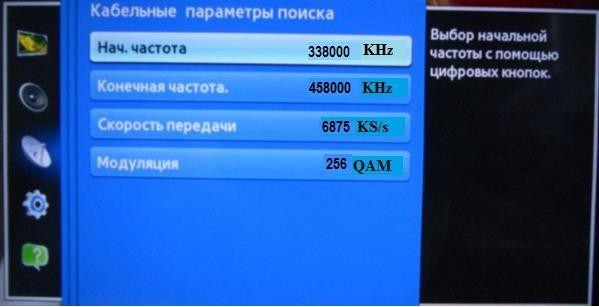 Кабельные параметры поиска
Нач. частота 338000 KHz
Конечная частота. 458000 KHz
Скорость передачи 6875 KS/s
Модуляция 256 QAM
Выбор начальной
частоты с помощью
цифровых кнопок.
?